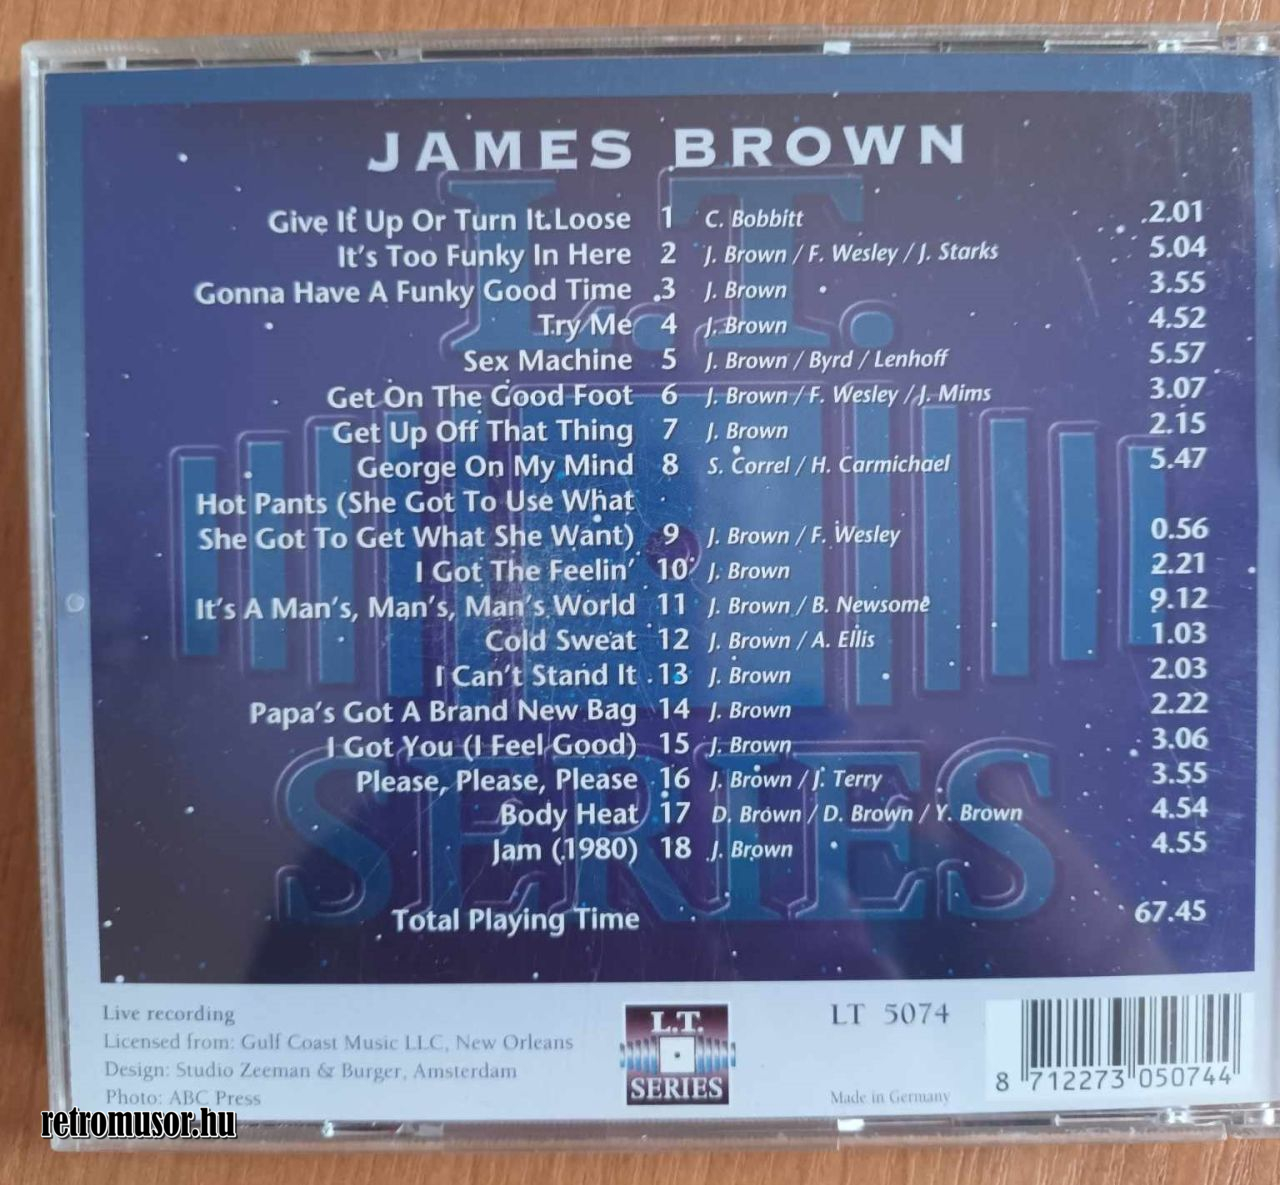 JAMES BROWN
Give It Up Or Turn It Loose 1 C. Bobbitt 2.01
It's Too Funky In Here 2 J. Brown / F. Wesley / J. Starks 5.04
Gonna Have A Funky Good Time 3 J. Brown 3.55
Try Me 4 J. Brown 4.52
Sex Machine 5 J. Brown / Byrd / Lenhoff 5.57
Get On The Good Foot 6 J. Brown / F. Wesley / J. Mims 3.07
Get Up Off That Thing 7 J. Brown 2.15
George On My Mind 8 S. Correl / H. Carmichael 5.47
Hot Pants (She Got To Use What
She Got To Get What She Want) 9 J. Brown / F. Wesley 0.56
I Got The Feelin' 10 J. Brown 2.21
It's A Man's, Man's, Man's World 11 J. Brown / B. Newsome 9.12
Cold Sweat 12 J. Brown / A. Ellis 1.03
I Can't Stand It 13 J. Brown 2.03
Papa's Got A Brand New Bag 14 J. Brown 2.22
I Got You (I Feel Good) 15 J. Brown 3.06
Please, Please, Please 16 J. Brown / J. Terry 3.55
Body Heat 17 D. Brown / D. Brown / Y. Brown 4.54
Jam (1980) 18 J. Brown 4.55
Total Playing Time 67.45
L.T.
SERIES
Live recording
Licensed from: Gulf Coast Music LLC, New Orleans
Design: Studio Zeeman & Burger, Amsterdam
Photo: ABC Press
L.T.
SERIES
LT 5074
Made in Germany
8 712273 050744
retromusor.hu